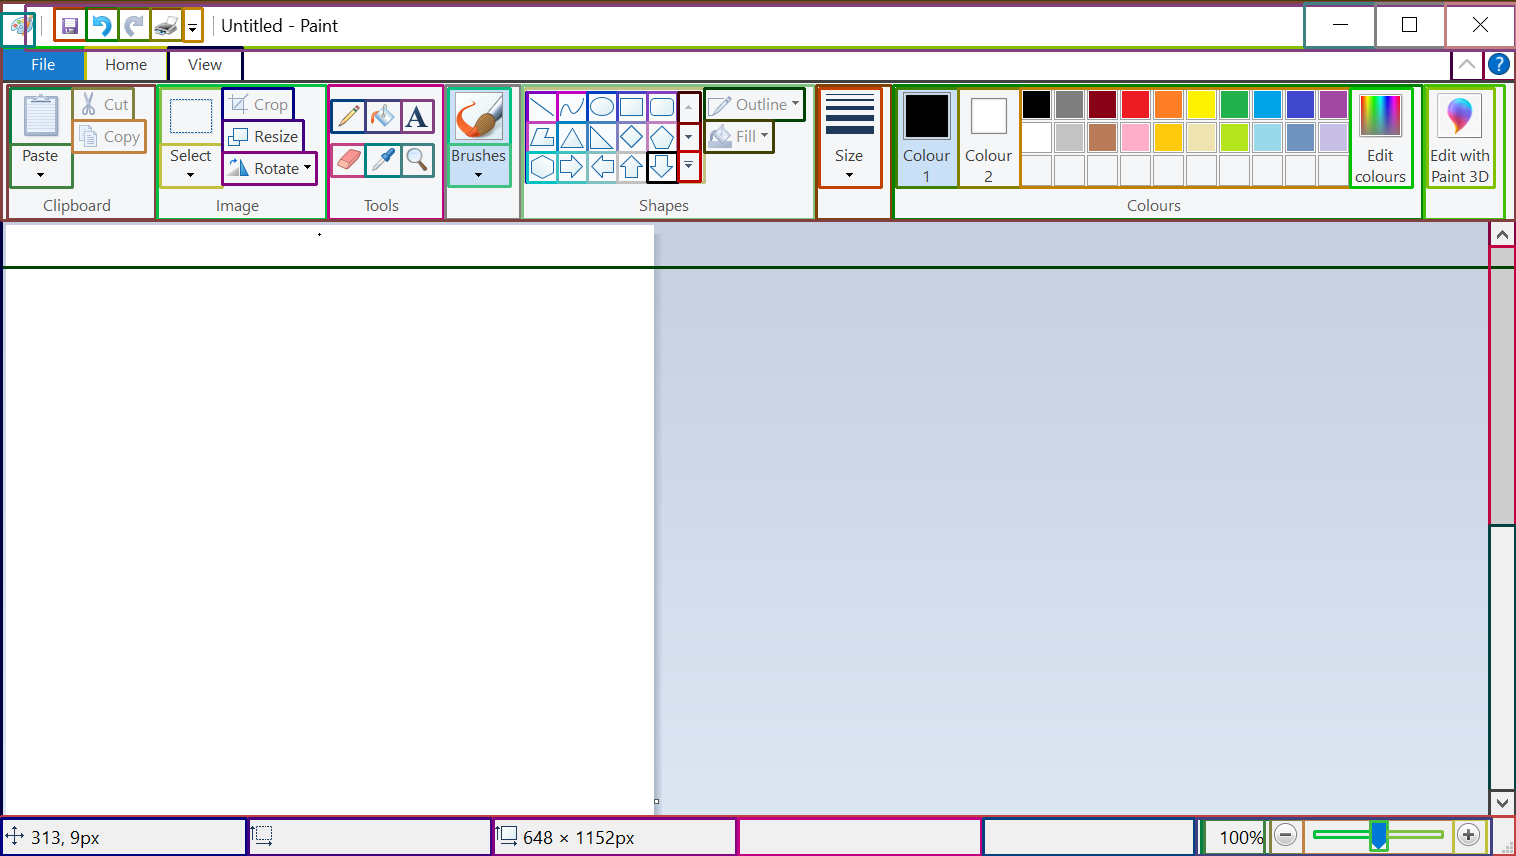 Untitled - Paint
File Home View
Paste
Cut
Copy
Clipboard
Select
Crop
Resize
Rotate
Image
A
Tools
Brushes
Outline
Fill
Shapes
Size
Colour
1
Colour
2
Edit
colours
Colours
Edit with
Paint 3D
313, 9px
648 × 1152px
100%